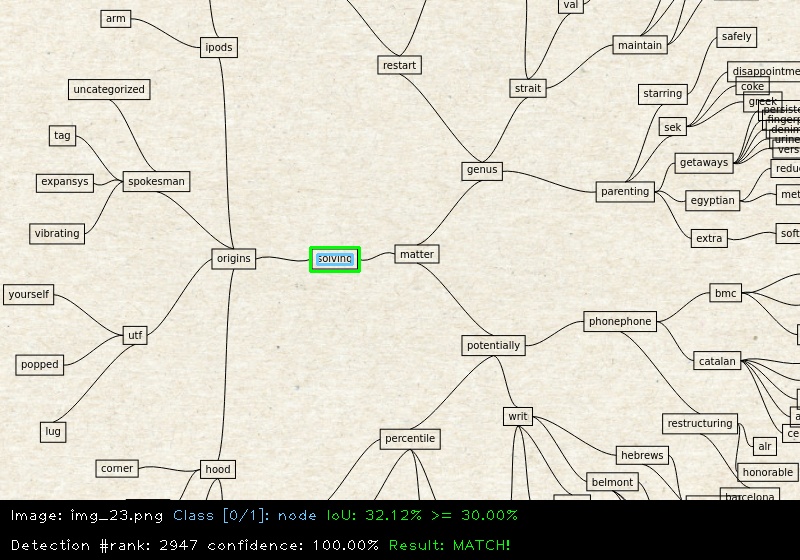 val
arm
safely
ipods
maintain
restart
disappointme
strait
coke
uncategorized
starring
greek
persiste
fingerp
sek
denim
tag
urine
vers
getaways
genus
reduc
spokesman
expansys
parenting
met
egyptian
vibrating
soft
extra
matter
origins
solving
bmc
yourself
phonephone
utf
potentially
catalan
popped
a
writ
restructuring
lug
ce
percentile
alr
hebrews
corner
hood
honorable
belmont
barcelona
Image: img_23.png Class [0/1]: node IoU: 32.12% >= 30.00%
Detection #rank: 2947 confidence: 100.00% Result: MATCH!